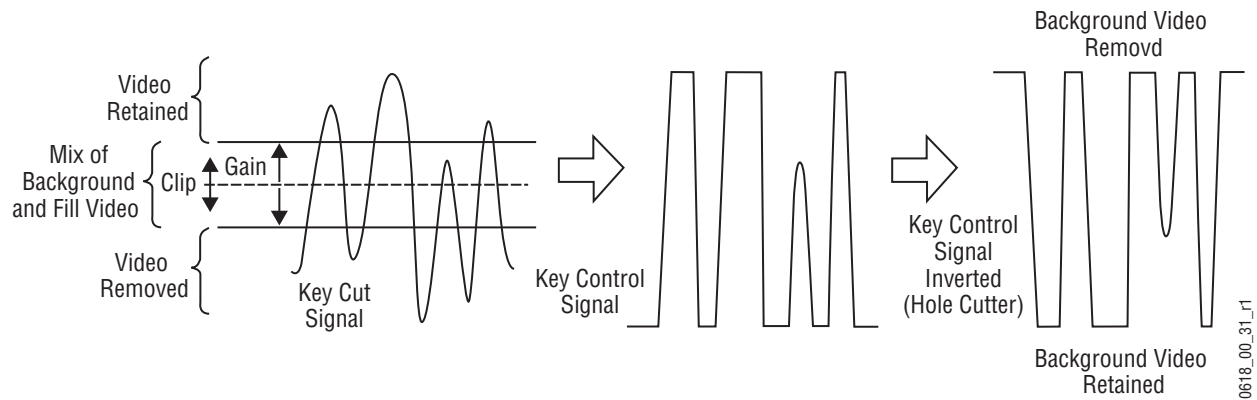 Video
Retained
Mix of
Background
and Fill Video
Clip
Gain
Video
Removed
Key Cut
Signal
Key Control
Signal
Key Control
Signal
Inverted
(Hole Cutter)
Background Video
Removd
Background Video
Retained
0618_00_31_r1